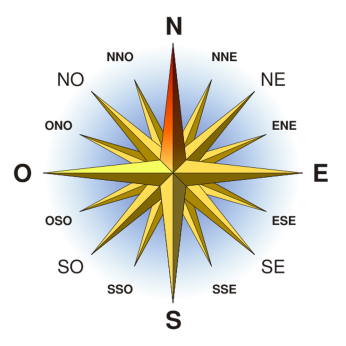 N
NNO NNE
NO NE
ONO ENE
O E
OSO ESE
SO SE
SSO SSE
S